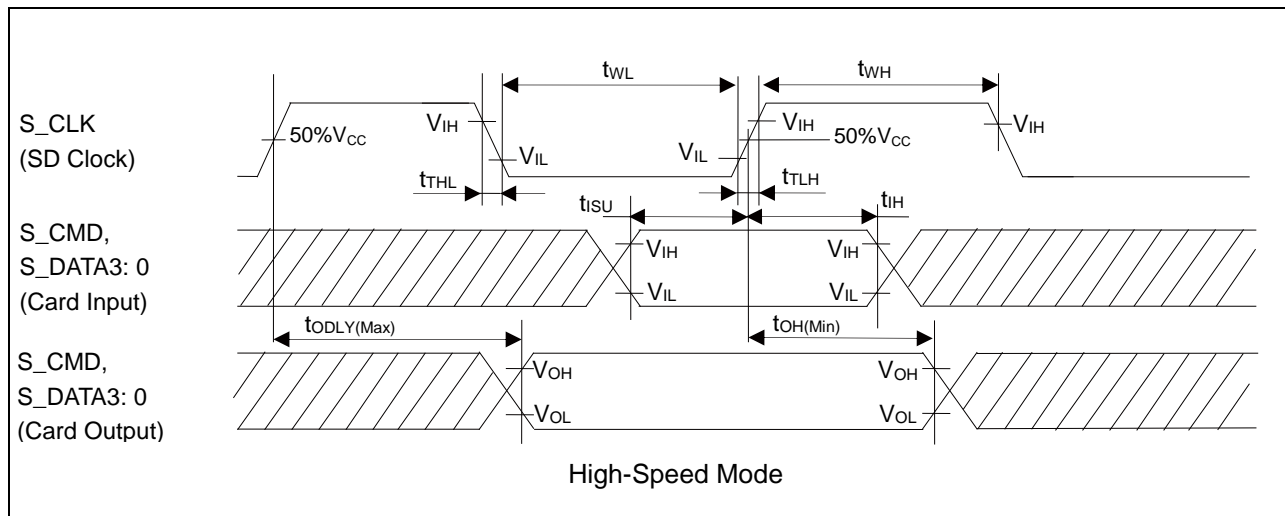 tWL
tWH
S_CLK
(SD Clock)
50%VCC
VIH
VIL
VIL
VIH
50%VCC
VIH
tTHL
tTLH
tISU
tIH
S_CMD,
S_DATA3: 0
(Card Input)
VIH
VIL
VIH
VIL
tODLY(Max)
tOH(Min)
S_CMD,
S_DATA3: 0
(Card Output)
VOH
VOL
VOH
VOL
High-Speed Mode